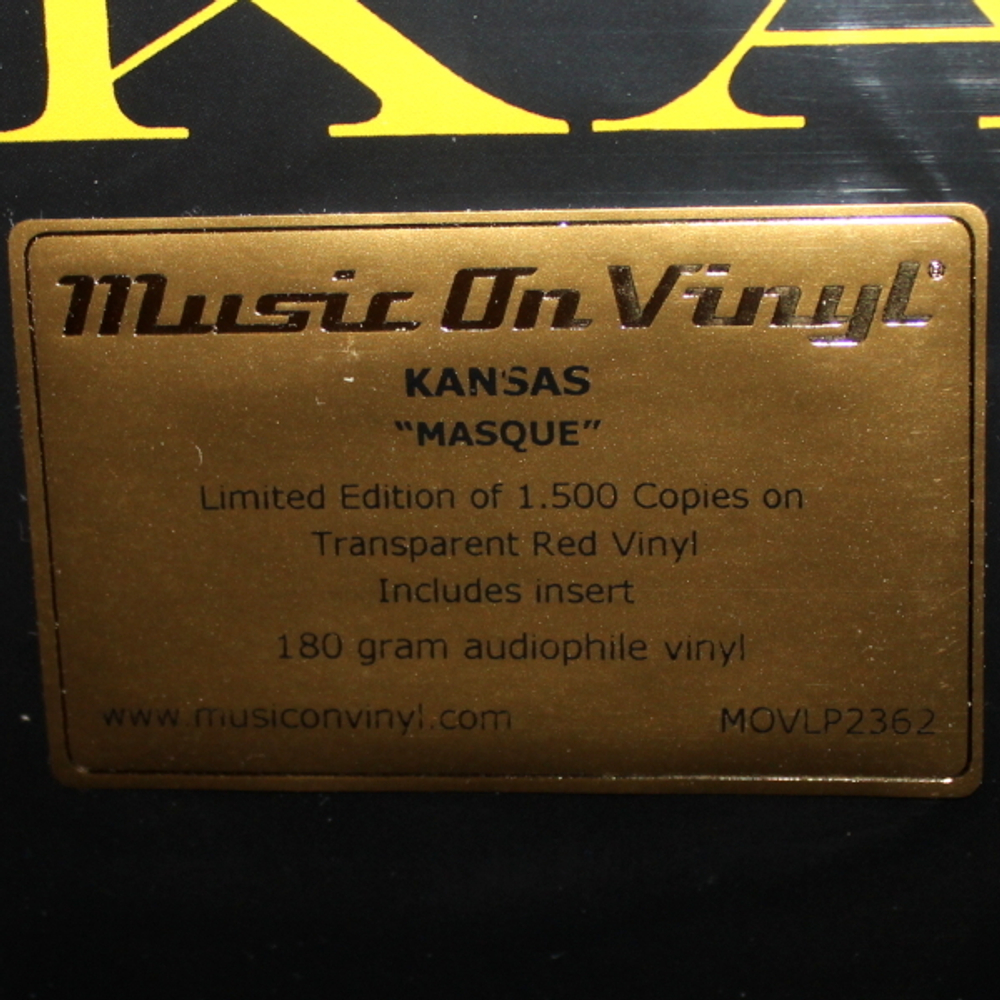 KA
Music On Vinyl®
KANSAS
“MASQUE”
Limited Edition of 1.500 Copies on
Transparent Red Vinyl
Includes insert
180 gram audiophile vinyl
www.musiconvinyl.com MOVLP2362